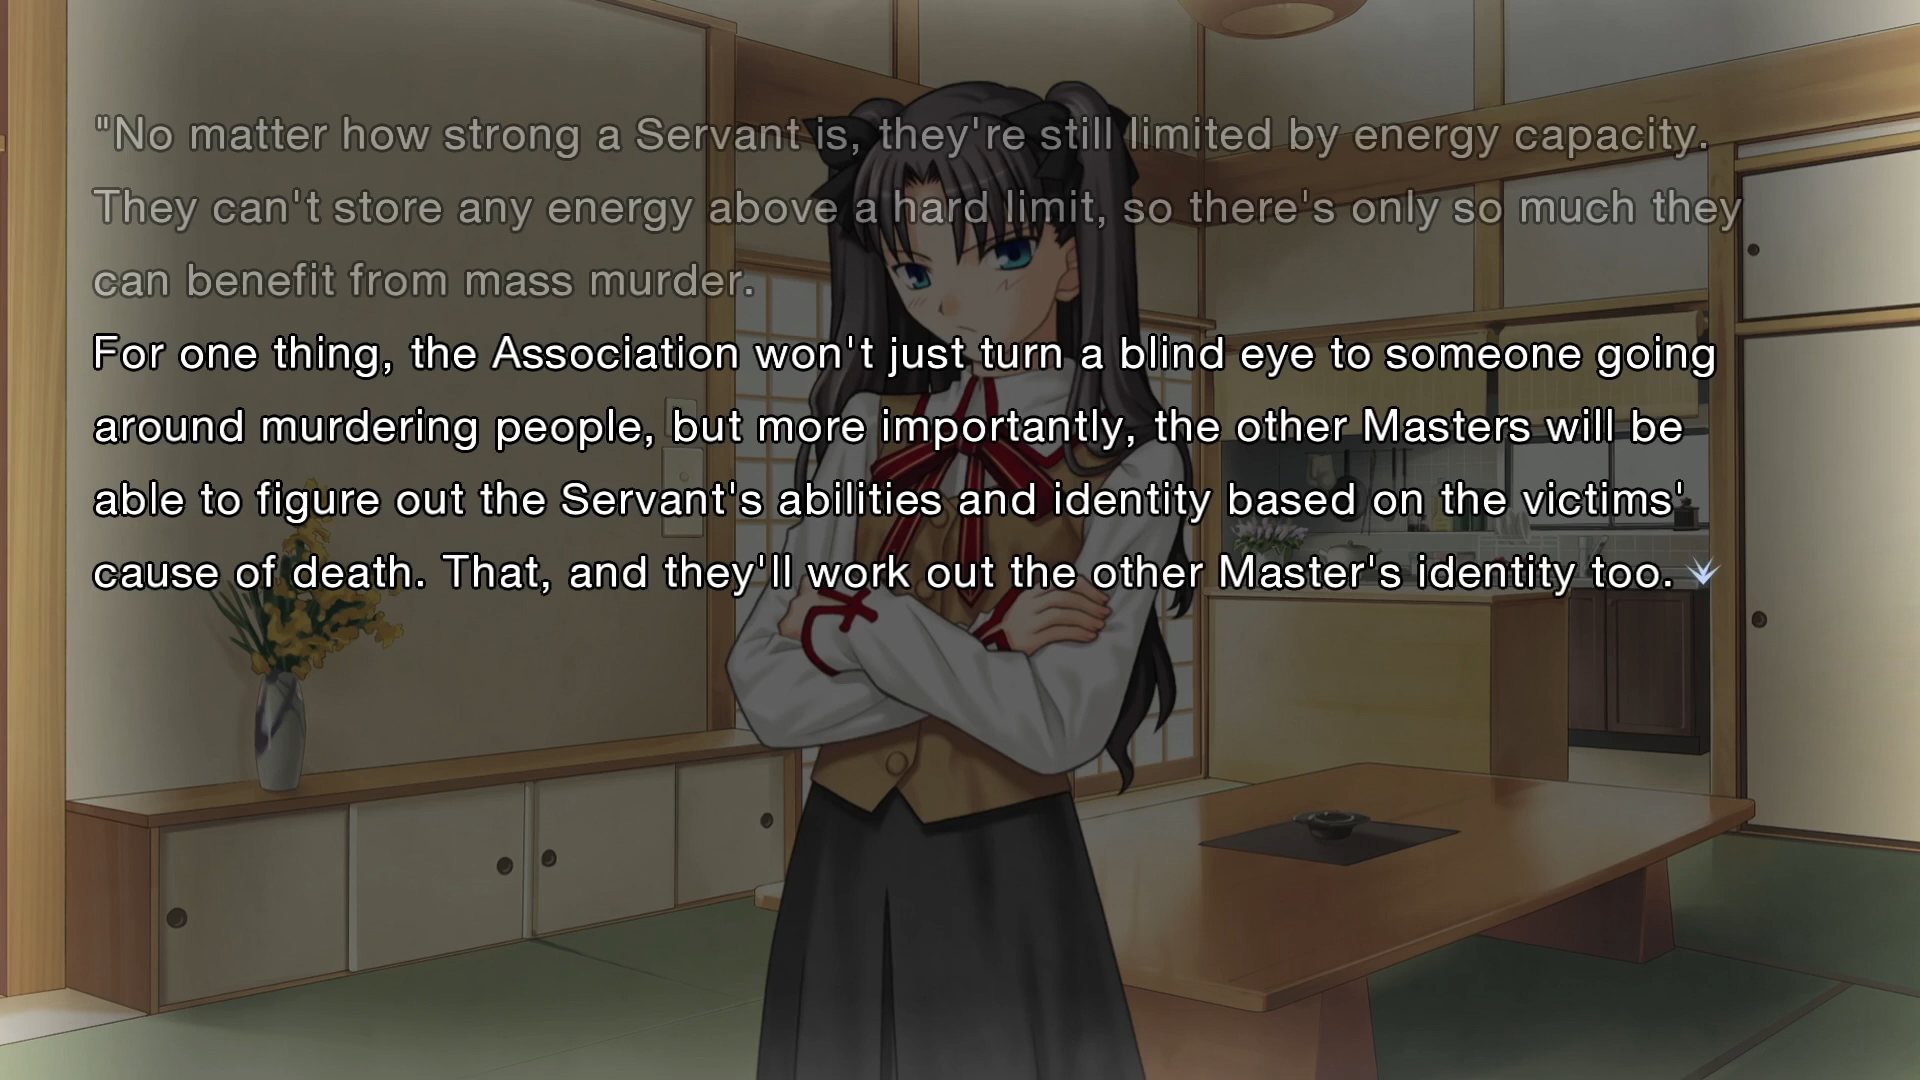 "No matter how strong a Servant is, they're still limited by energy capacity.
They can't store any energy above a hard limit, so there's only so much they
can benefit from mass murder.
For one thing, the Association won't just turn a blind eye to someone going
around murdering people, but more importantly, the other Masters will be
able to figure out the Servant's abilities and identity based on the victims'
cause of death. That, and they'll work out the other Master's identity too.